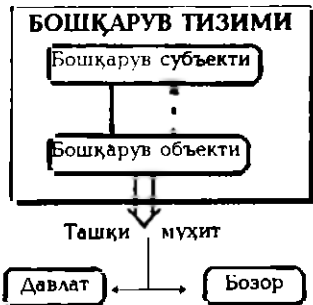 БОШҚАРУВ ТИЗИМИ
Бошқарув субъекти
Бошқарув объекти
Ташқи муҳит
Давлат Бозор